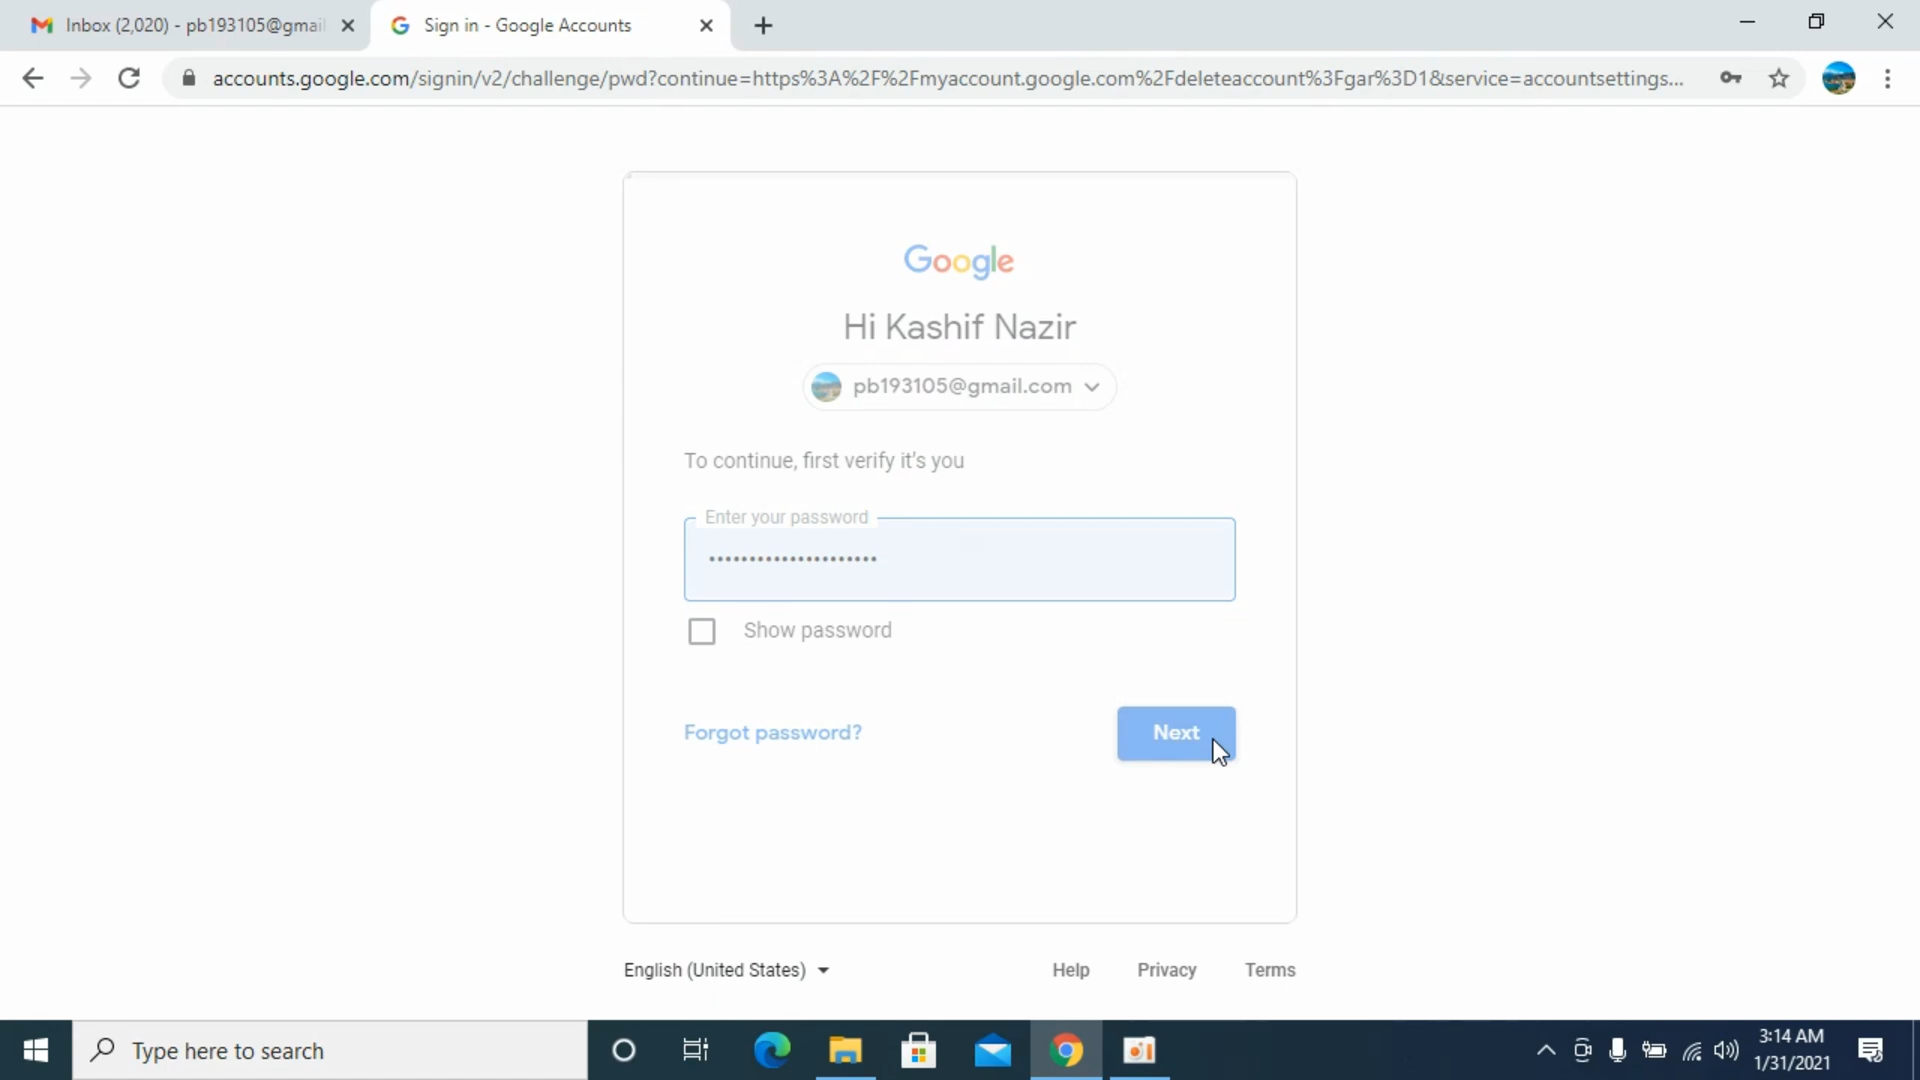 Inbox (2,020) - pb193105@gmail
Sign in - Google Accounts
accounts.google.com/signin/v2/challenge/pwd?continue=https%3A%2F%2Fmyaccount.google.com%2Fdeleteaccount%3Fgar%3D1&service=accountsettings...
Google
Hi Kashif Nazir
pb193105@gmail.com
To continue, first verify it's you
Enter your password
•••••••••••••••••••••
Show password
Forgot password?
Next
English (United States)
Help
Privacy
Terms
Type here to search
3:14 AM
1/31/2021